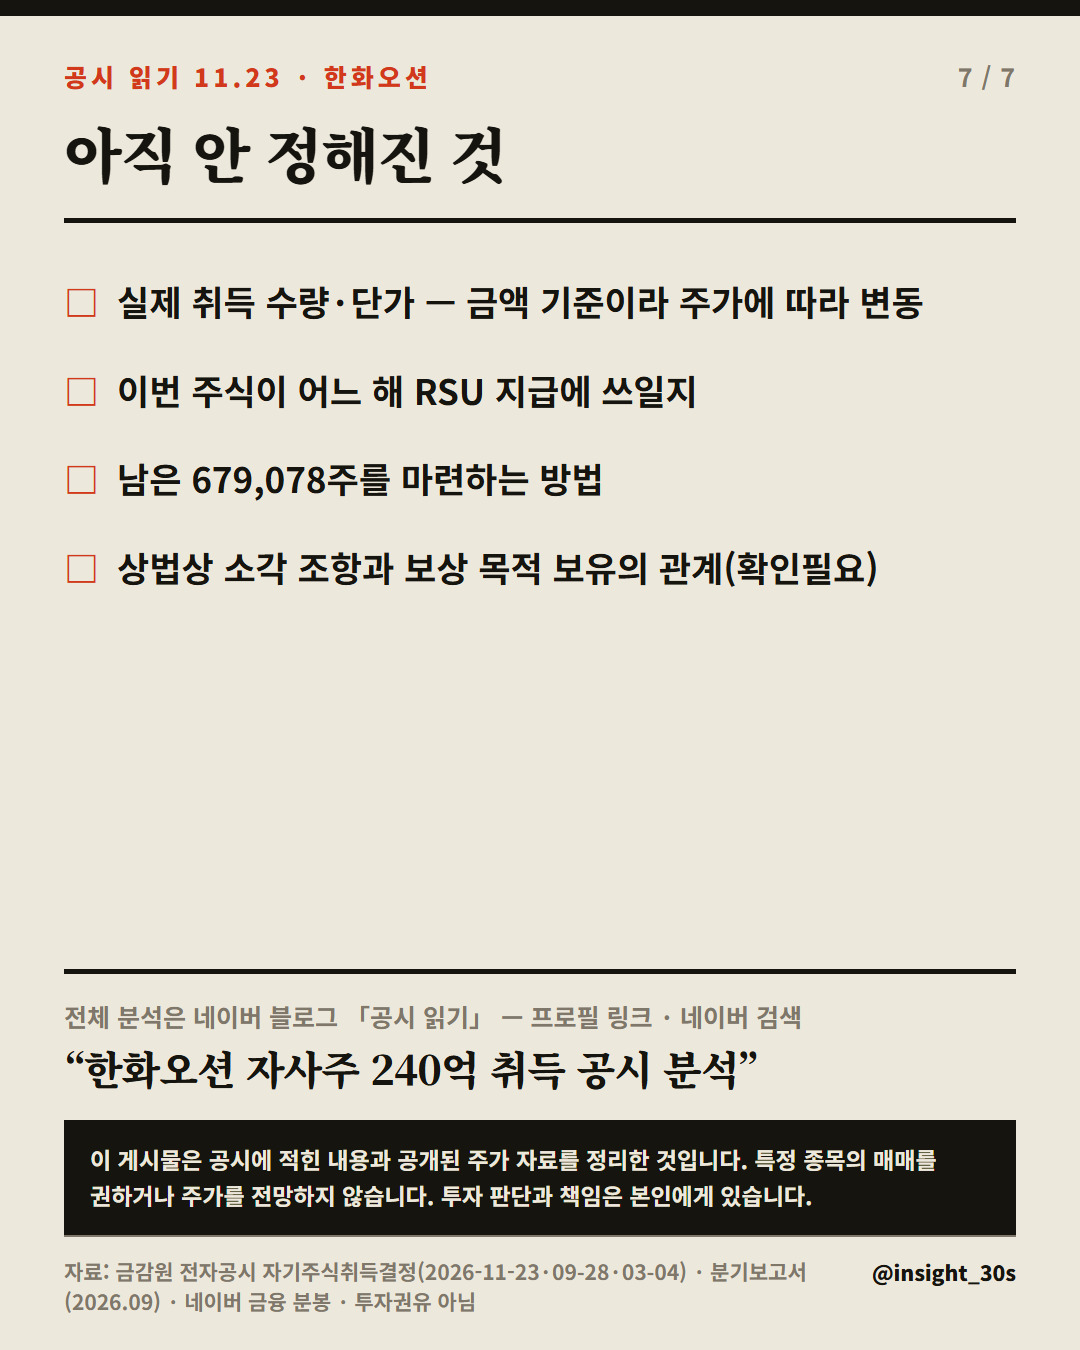 공시 읽기 11.23 · 한화오션
7 / 7
아직 안 정해진 것
□ 실제 취득 수량·단가 — 금액 기준이라 주가에 따라 변동
□ 이번 주식이 어느 해 RSU 지급에 쓰일지
□ 남은 679,078주를 마련하는 방법
□ 상법상 소각 조항과 보상 목적 보유의 관계(확인필요)
전체 분석은 네이버 블로그 「공시 읽기」 — 프로필 링크 · 네이버 검색
“한화오션 자사주 240억 취득 공시 분석”
이 게시물은 공시에 적힌 내용과 공개된 주가 자료를 정리한 것입니다. 특정 종목의 매매를
권하거나 주가를 전망하지 않습니다. 투자 판단과 책임은 본인에게 있습니다.
자료: 금감원 전자공시 자기주식취득결정(2026-11-23·09-28·03-04) · 분기보고서
(2026.09) · 네이버 금융 분봉 · 투자권유 아님
@insight_30s